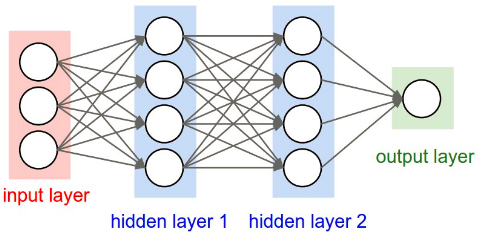 input layer
hidden layer 1
hidden layer 2
output layer